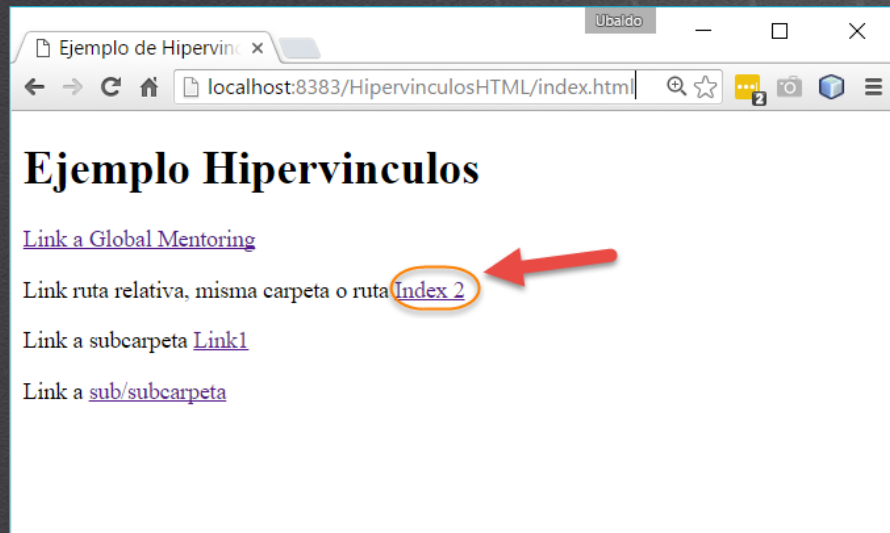 Ubaldo
Ejemplo de Hipervinc
localhost:8383/HipervinculosHTML/index.html
2
Ejemplo Hipervinculos
Link a Global Mentoring
Link ruta relativa, misma carpeta o ruta Index 2
Link a subcarpeta Link1
Link a sub/subcarpeta